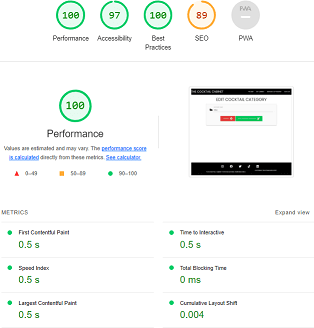 100 97 100 89
Performance Accessibility Best Practices SEO PWA
100
THE COCKTAIL CABINET
EDIT COCKTAIL CATEGORY
Performance
Values are estimated and may vary. The performance score
is calculated directly from these metrics. See calculator.
0–49 50–89 90–100
METRICS Expand view
First Contentful Paint
0.5 s
Time to Interactive
0.5 s
Speed Index
0.5 s
Total Blocking Time
0 ms
Largest Contentful Paint
0.5 s
Cumulative Layout Shift
0.004